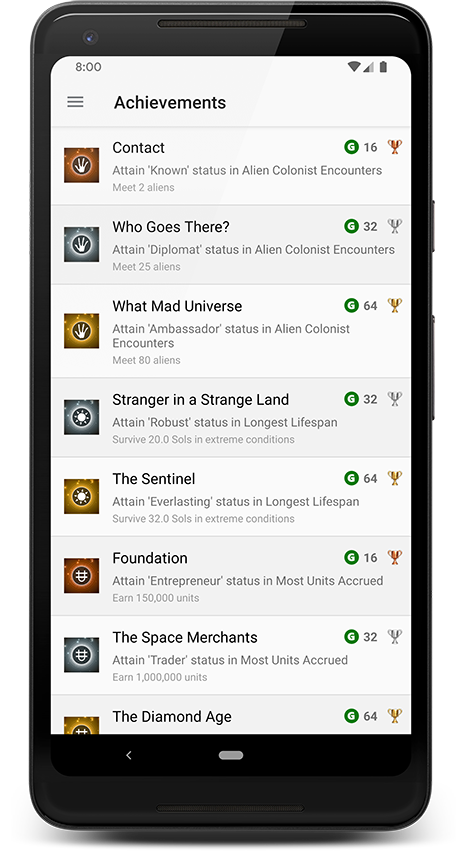 8:00
Achievements
Contact G 16
Attain 'Known' status in Alien Colonist Encounters
Meet 2 aliens
Who Goes There? G 32
Attain 'Diplomat' status in Alien Colonist Encounters
Meet 25 aliens
What Mad Universe G 64
Attain 'Ambassador' status in Alien Colonist
Encounters
Meet 80 aliens
Stranger in a Strange Land G 32
Attain 'Robust' status in Longest Lifespan
Survive 20.0 Sols in extreme conditions
The Sentinel G 64
Attain 'Everlasting' status in Longest Lifespan
Survive 32.0 Sols in extreme conditions
Foundation G 16
Attain 'Entrepreneur' status in Most Units Accrued
Earn 150,000 units
The Space Merchants G 32
Attain 'Trader' status in Most Units Accrued
Earn 1,000,000 units
The Diamond Age G 64